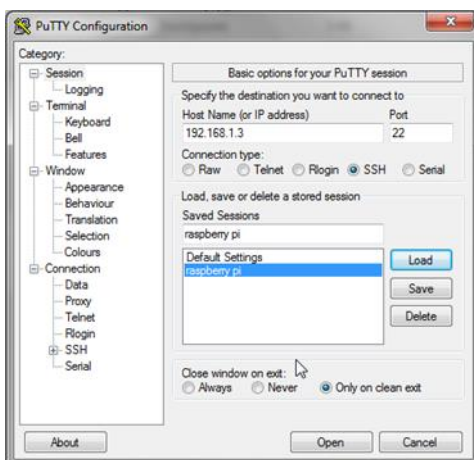 PuTTY Configuration
Category:
Session
Logging
Terminal
Keyboard
Bell
Features
Window
Appearance
Behaviour
Translation
Selection
Colours
Connection
Data
Proxy
Telnet
Rlogin
SSH
Serial
Basic options for your PuTTY session
Specify the destination you want to connect to
Host Name (or IP address) Port
192.168.1.3 22
Connection type:
Raw Telnet Rlogin SSH Serial
Load, save or delete a stored session
Saved Sessions
raspberry pi
Default Settings
raspberry pi
Load
Save
Delete
Close window on exit:
Always Never Only on clean exit
About Open Cancel